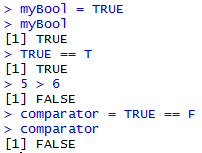 > myBool = TRUE
> myBool
[1] TRUE
> TRUE == T
[1] TRUE
> 5 > 6
[1] FALSE
> comparator = TRUE == F
> comparator
[1] FALSE